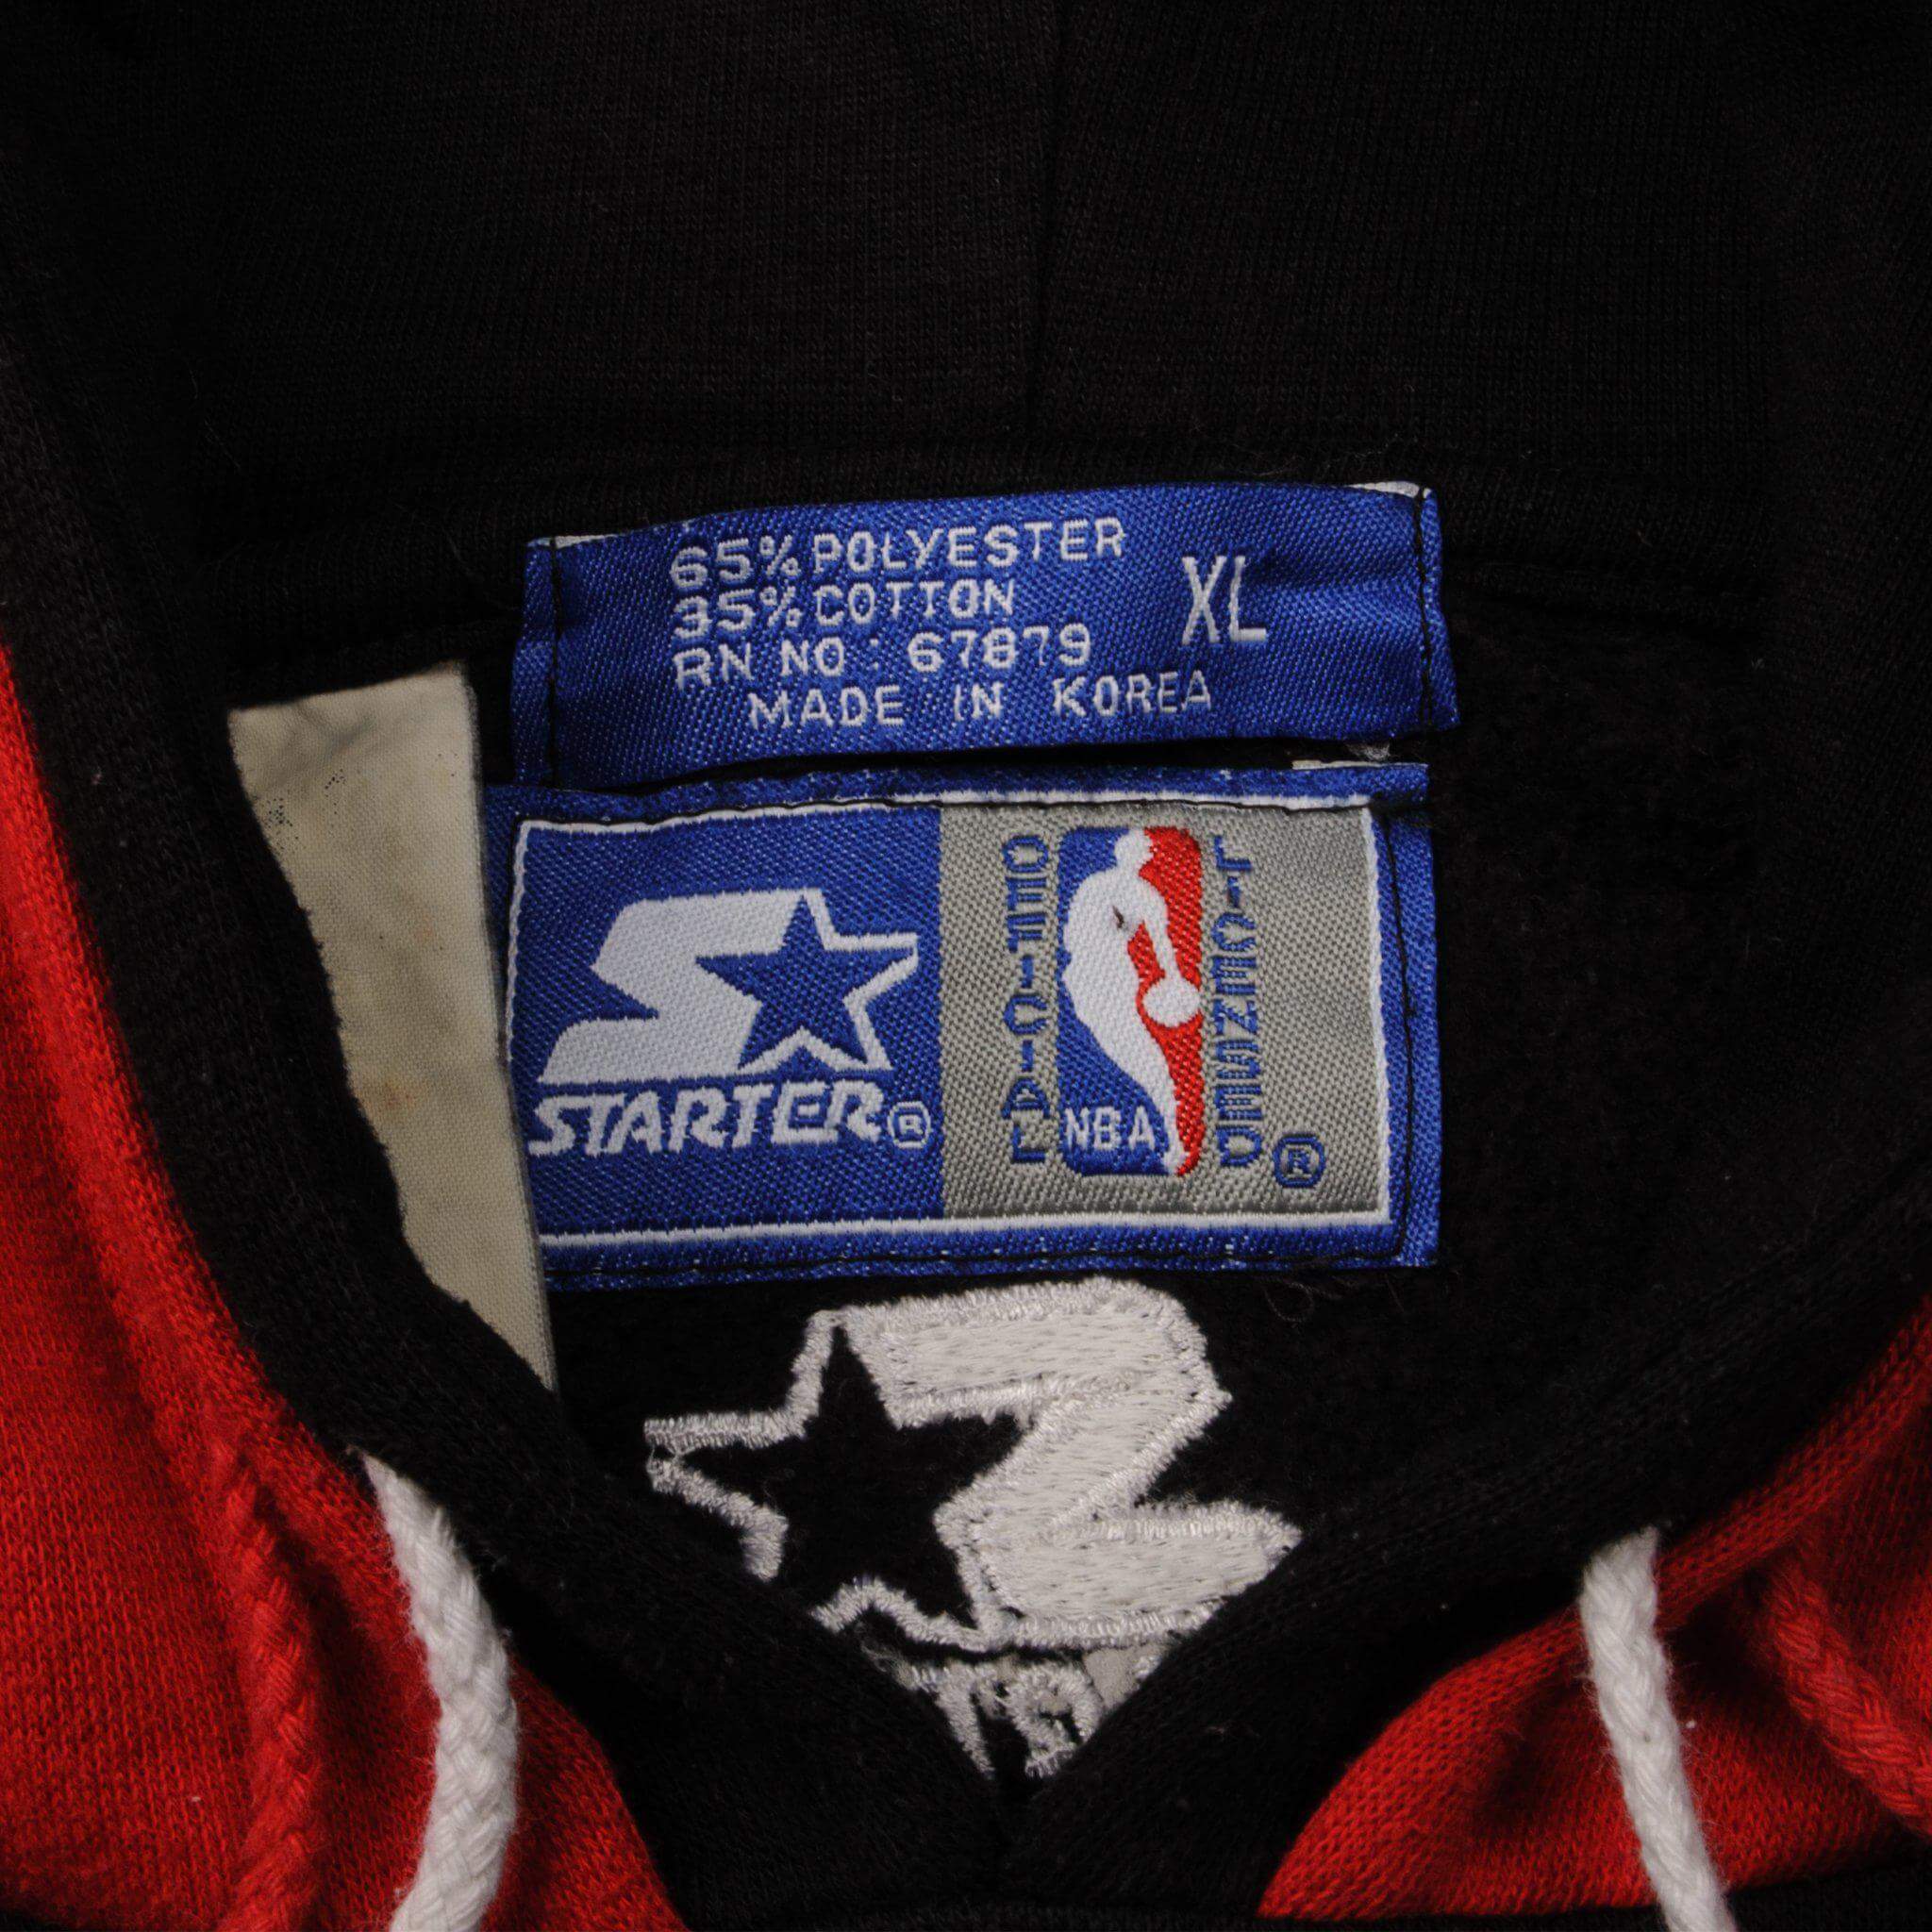 65% POLYESTER
35% COTTON
RN NO : 67879
XL
MADE IN KOREA
STARTER®
OFFICIAL
NBA
LICENSED
®